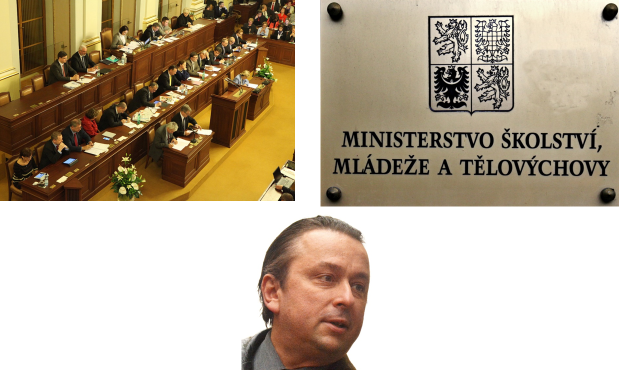 MINISTERSTVO ŠKOLSTVÍ,
MLÁDEŽE A TĚLOVÝCHOVY